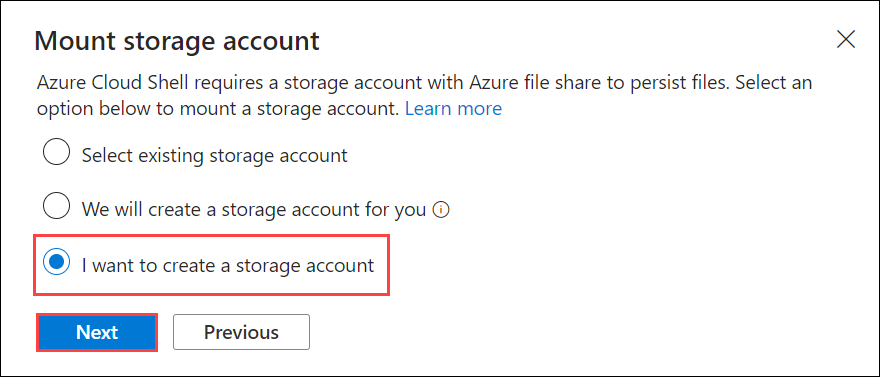 Mount storage account
Azure Cloud Shell requires a storage account with Azure file share to persist files. Select an
option below to mount a storage account. Learn more
Select existing storage account
We will create a storage account for you
I want to create a storage account
Next
Previous